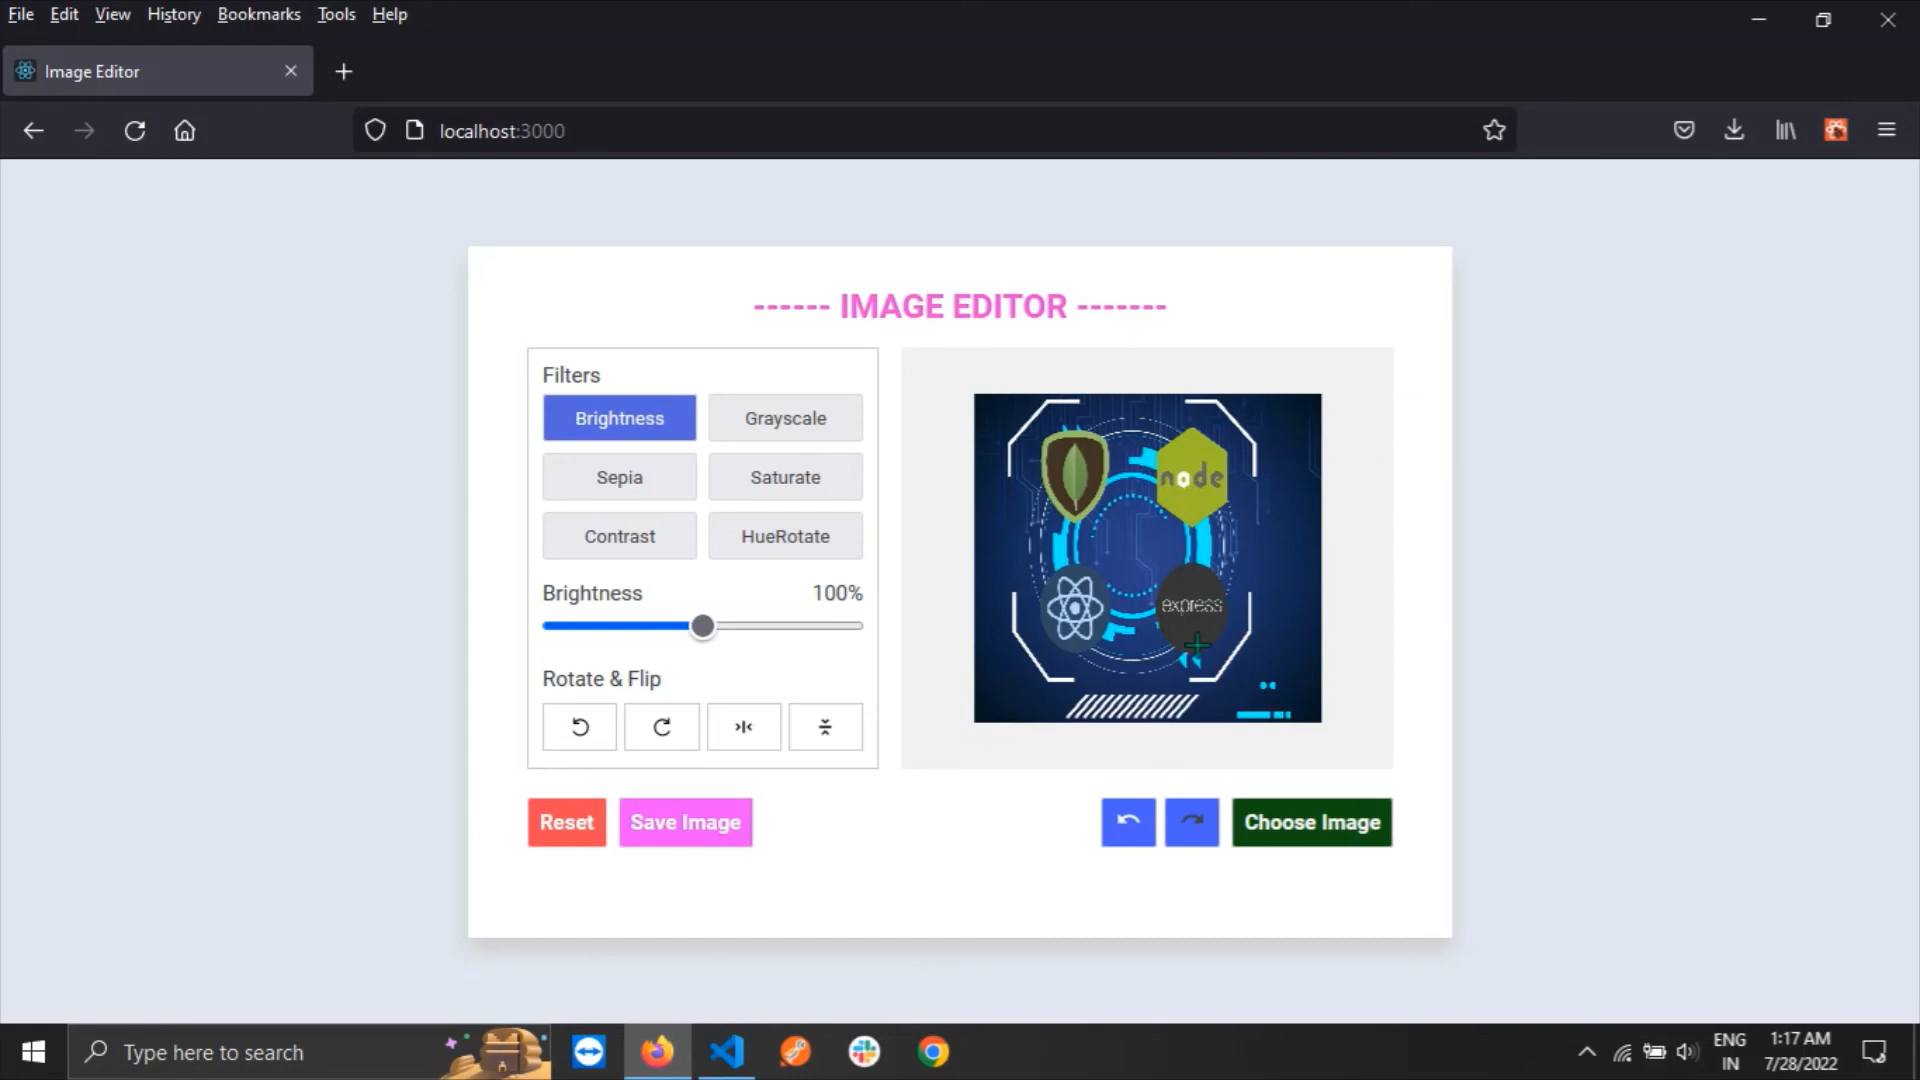 File Edit View History Bookmarks Tools Help
Image Editor
localhost:3000
------ IMAGE EDITOR -------
Filters
Brightness Grayscale
Sepia Saturate
Contrast HueRotate
Brightness 100%
Rotate & Flip
node
express
Reset Save Image Choose Image
Type here to search
ENG 1:17 AM
IN 7/28/2022